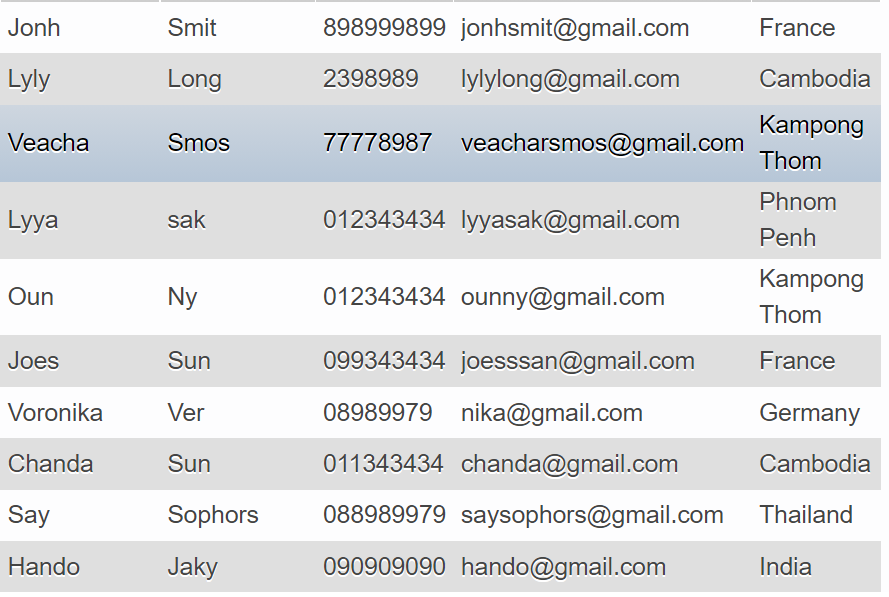 Jonh Smit 898999899 jonhsmit@gmail.com France
Lyly Long 2398989 lylylong@gmail.com Cambodia
Veacha Smos 77778987 veacharsmos@gmail.com Kampong
Thom
Lyya sak 012343434 lyyasak@gmail.com Phnom
Penh
Oun Ny 012343434 ounny@gmail.com Kampong
Thom
Joes Sun 099343434 joesssan@gmail.com France
Voronika Ver 08989979 nika@gmail.com Germany
Chanda Sun 011343434 chanda@gmail.com Cambodia
Say Sophors 088989979 saysophors@gmail.com Thailand
Hando Jaky 090909090 hando@gmail.com India